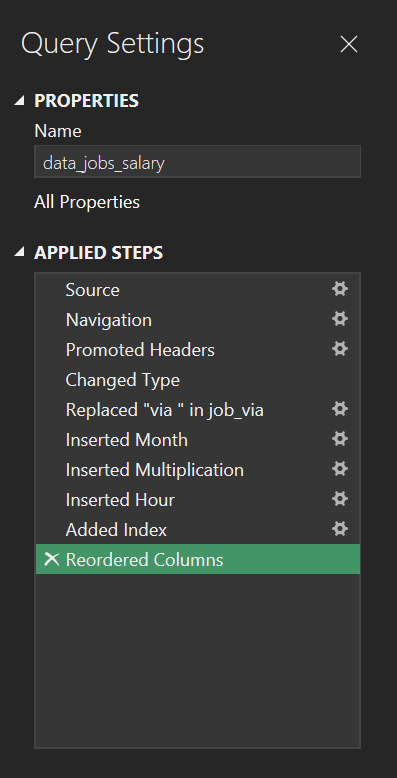 Query Settings
PROPERTIES
Name
data_jobs_salary
All Properties
APPLIED STEPS
Source
Navigation
Promoted Headers
Changed Type
Replaced "via " in job_via
Inserted Month
Inserted Multiplication
Inserted Hour
Added Index
Reordered Columns